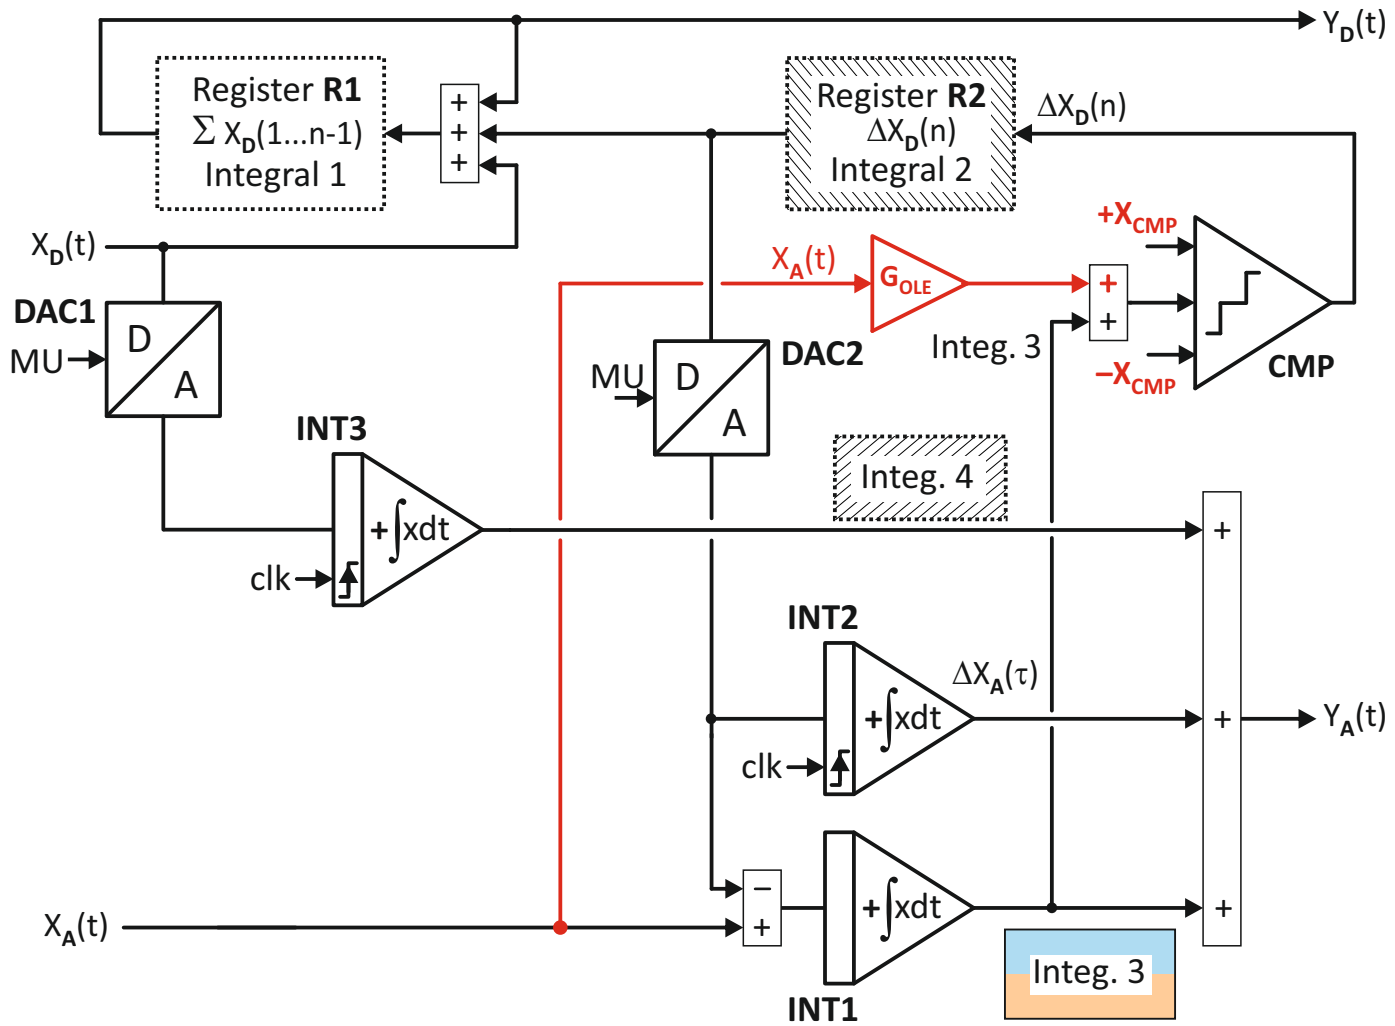 Y_D(t)
Register R1
Σ X_D(1...n-1)
Integral 1
+
+
+
Register R2
ΔX_D(n)
Integral 2
ΔX_D(n)
X_D(t)
+X_CMP
X_A(t)
G_OLE
+
+
DAC1
D
A
MU
Integ. 3
−X_CMP
CMP
DAC2
D
A
MU
INT3
+∫xdt
clk
Integ. 4
+
INT2
ΔX_A(τ)
+∫xdt
clk
+
Y_A(t)
−
+
+∫xdt
+
X_A(t)
Integ. 3
INT1